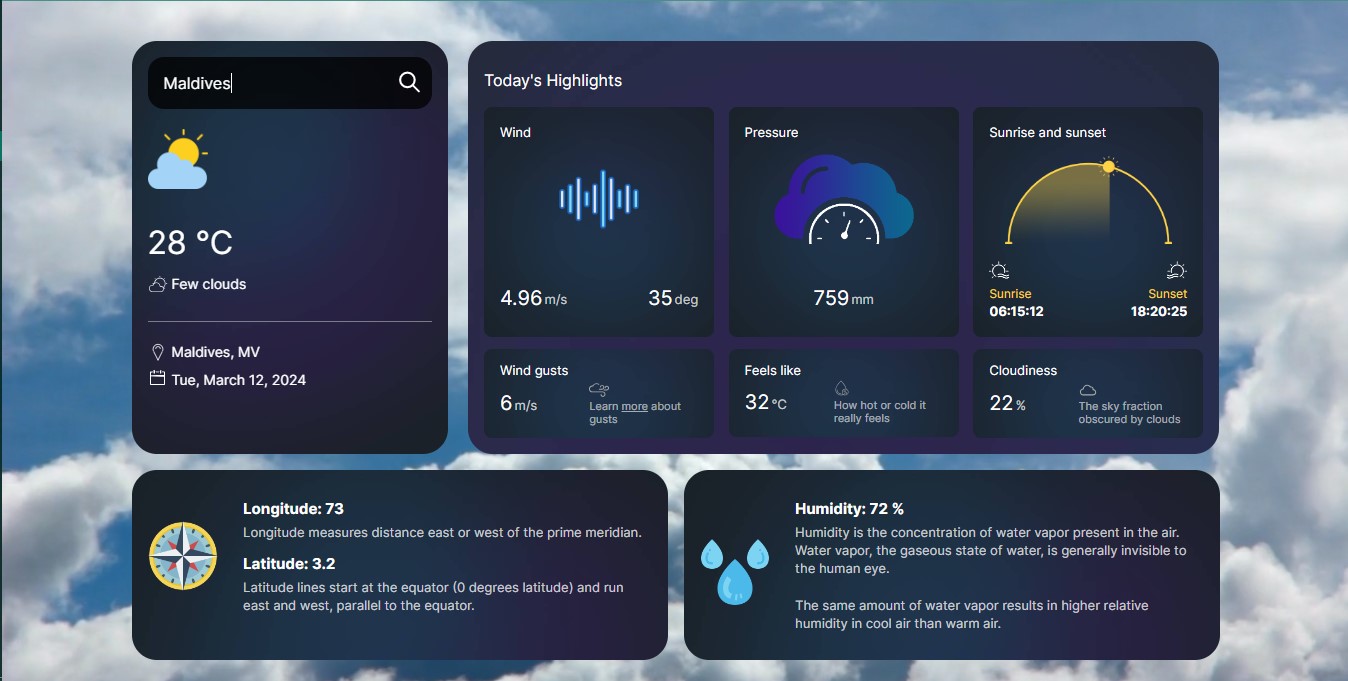 Maldives
28 °C
Few clouds
Maldives, MV
Tue, March 12, 2024
Today's Highlights
Wind
4.96 m/s
35 deg
Pressure
759 mm
Sunrise and sunset
Sunrise
06:15:12
Sunset
18:20:25
Wind gusts
6 m/s
Learn more about
gusts
Feels like
32 °C
How hot or cold it
really feels
Cloudiness
22 %
The sky fraction
obscured by clouds
Longitude: 73
Longitude measures distance east or west of the prime meridian.
Latitude: 3.2
Latitude lines start at the equator (0 degrees latitude) and run
east and west, parallel to the equator.
Humidity: 72 %
Humidity is the concentration of water vapor present in the air.
Water vapor, the gaseous state of water, is generally invisible to
the human eye.
The same amount of water vapor results in higher relative
humidity in cool air than warm air.